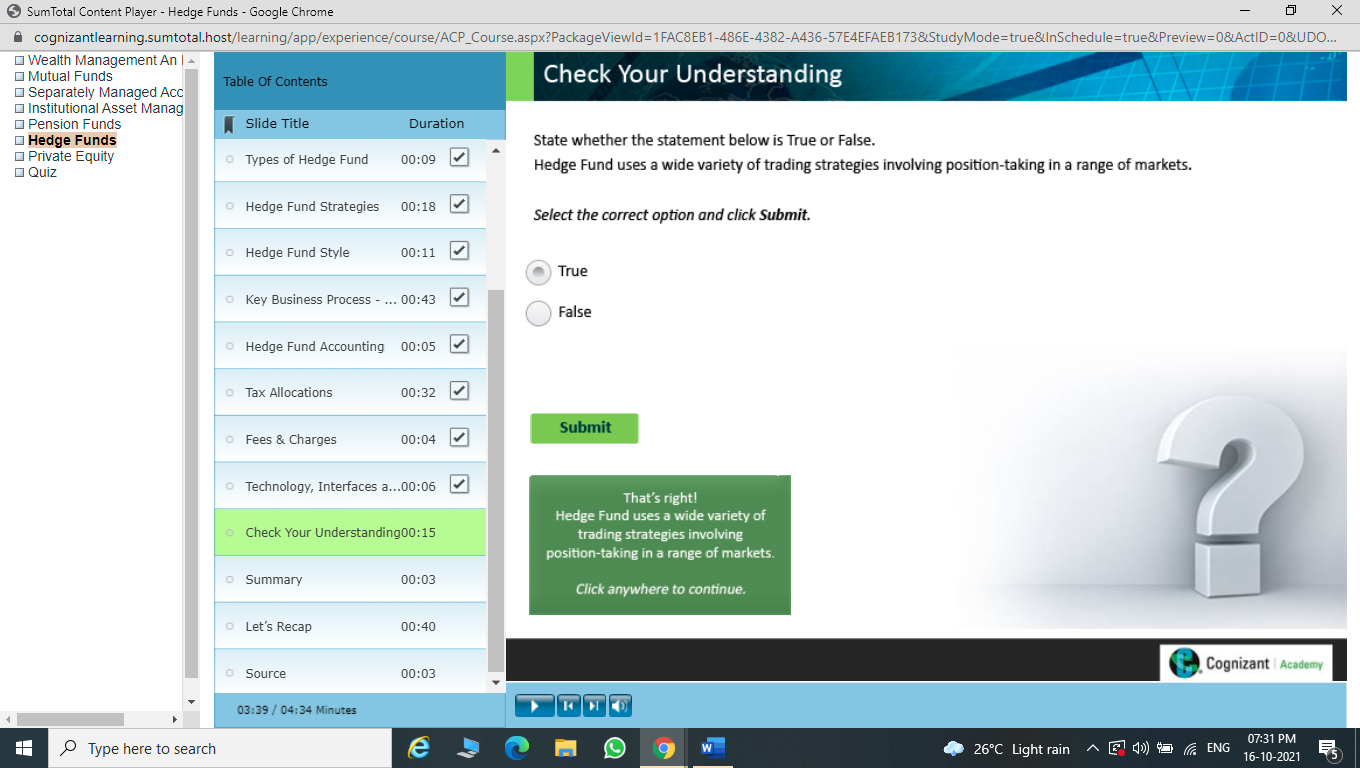 SumTotal Content Player - Hedge Funds - Google Chrome
cognizantlearning.sumtotal.host/learning/app/experience/course/ACP_Course.aspx?PackageViewId=1FAC8EB1-486E-4382-A436-57E4EFAEB173&StudyMode=true&InSchedule=true&Preview=0&ActID=0&UDO...
Wealth Management An
Mutual Funds
Separately Managed Acc
Institutional Asset Manag
Pension Funds
Hedge Funds
Private Equity
Quiz
Table Of Contents
Slide Title Duration
Types of Hedge Fund 00:09
Hedge Fund Strategies 00:18
Hedge Fund Style 00:11
Key Business Process - ... 00:43
Hedge Fund Accounting 00:05
Tax Allocations 00:32
Fees & Charges 00:04
Technology, Interfaces a...00:06
Check Your Understanding00:15
Summary 00:03
Let's Recap 00:40
Source 00:03
03:39 / 04:34 Minutes
Check Your Understanding
State whether the statement below is True or False.
Hedge Fund uses a wide variety of trading strategies involving position-taking in a range of markets.
Select the correct option and click Submit.
True
False
Submit
That's right!
Hedge Fund uses a wide variety of
trading strategies involving
position-taking in a range of markets.
Click anywhere to continue.
Cognizant | Academy
Type here to search
26°C Light rain
ENG
07:31 PM
16-10-2021
5